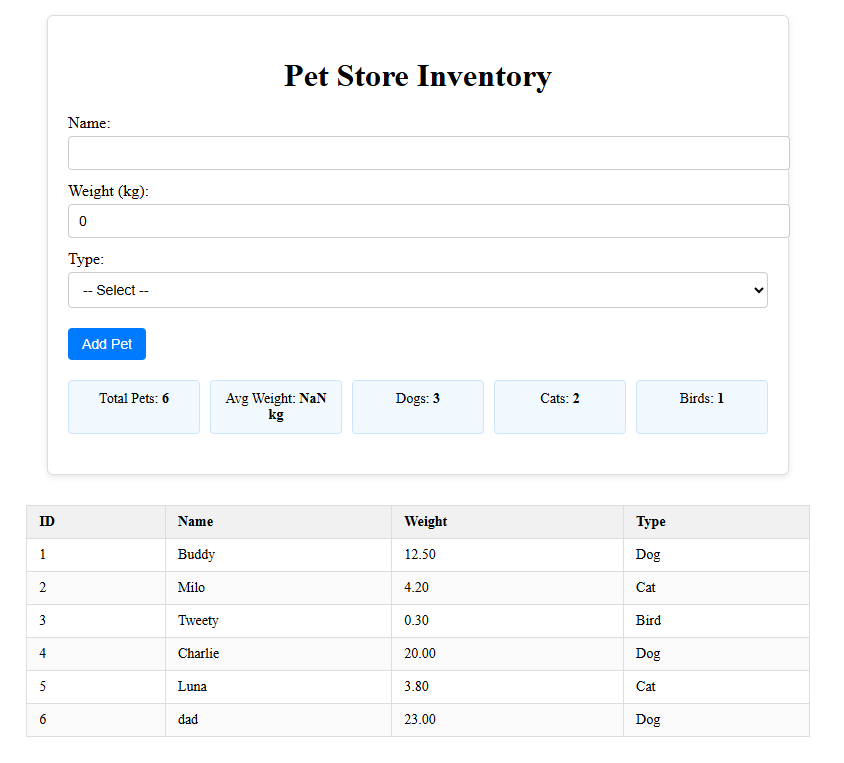 Pet Store Inventory
Name:
Weight (kg):
0
Type:
-- Select --
Add Pet
Total Pets: 6
Avg Weight: NaN
kg
Dogs: 3
Cats: 2
Birds: 1
ID Name Weight Type
1 Buddy 12.50 Dog
2 Milo 4.20 Cat
3 Tweety 0.30 Bird
4 Charlie 20.00 Dog
5 Luna 3.80 Cat
6 dad 23.00 Dog